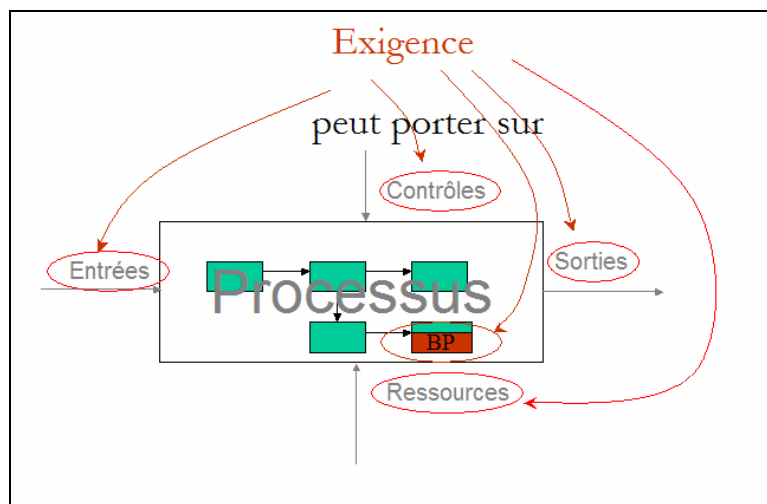 Exigence
peut porter sur
Contrôles
Entrées
Sorties
Processus
BP
Ressources